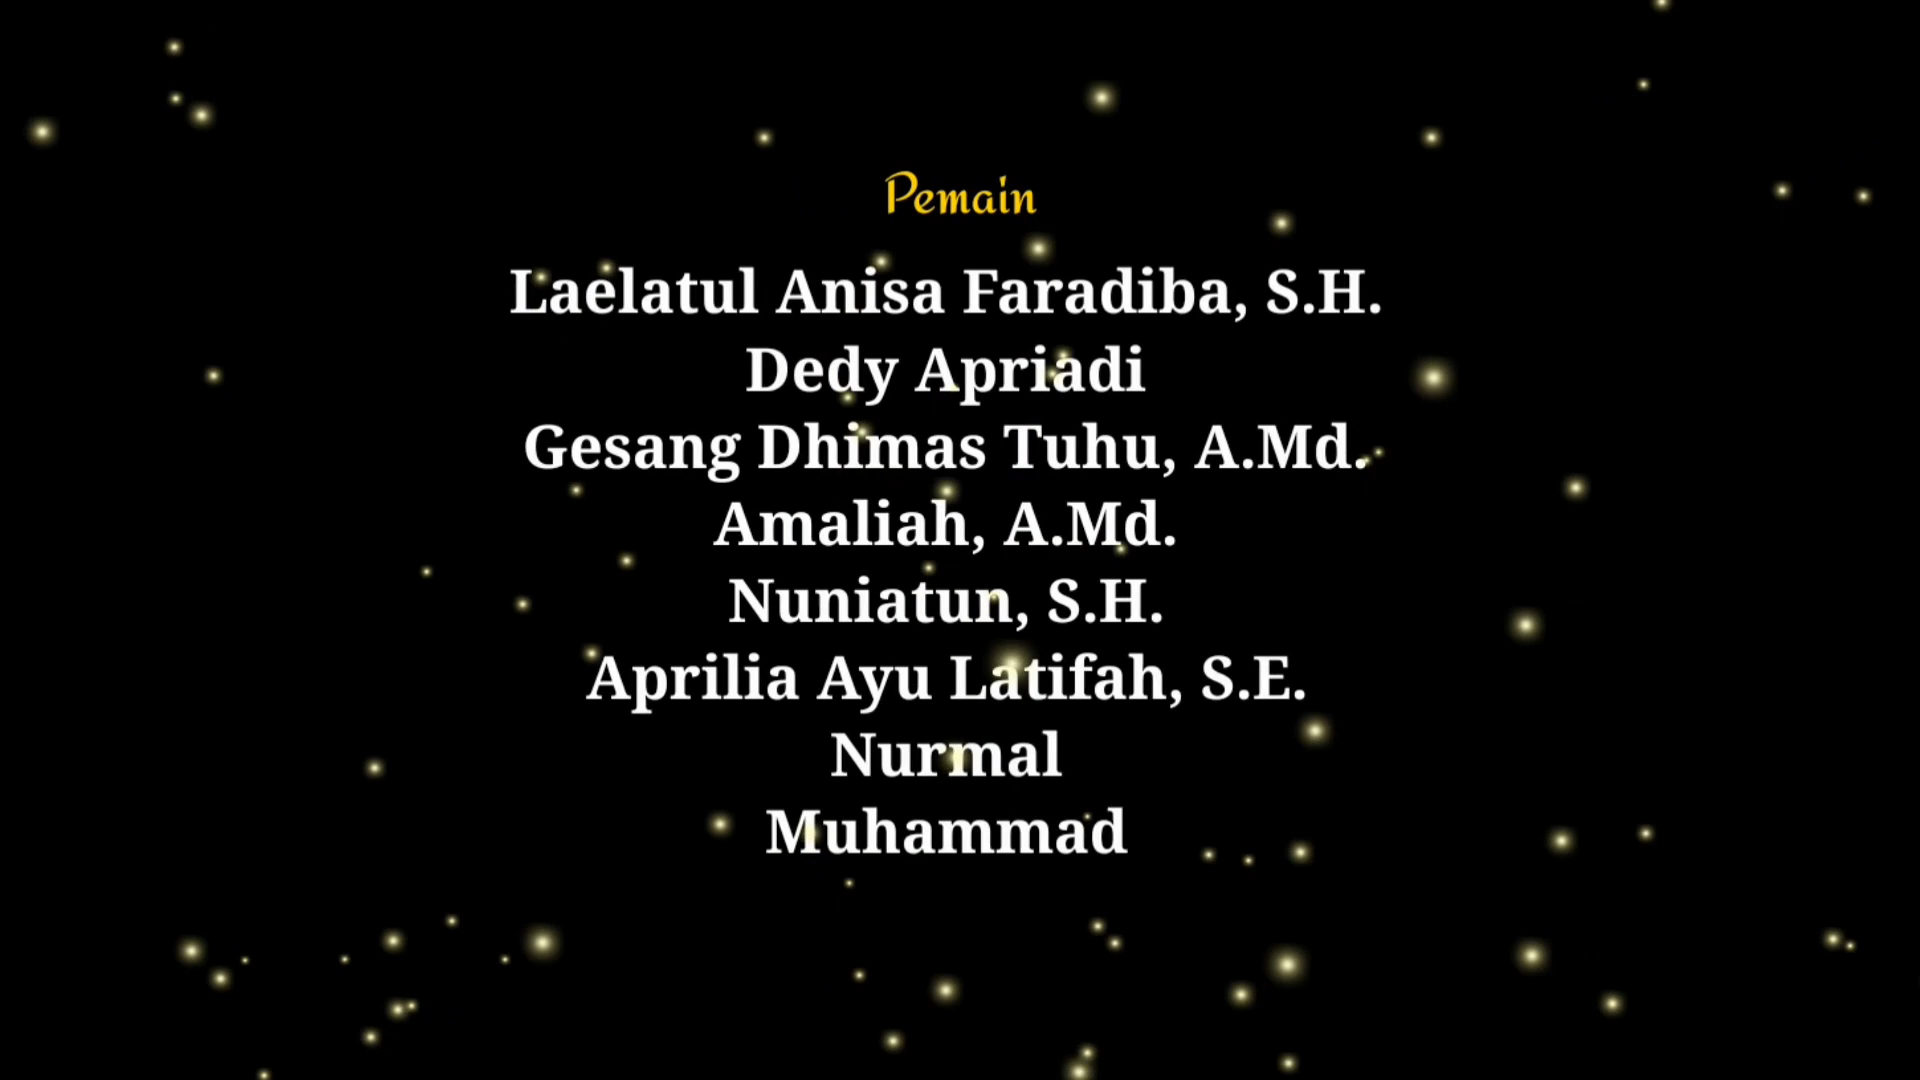 Pemain
Laelatul Anisa Faradiba, S.H.
Dedy Apriadi
Gesang Dhimas Tuhu, A.Md.
Amaliah, A.Md.
Nuniatun, S.H.
Aprilia Ayu Latifah, S.E.
Nurmal
Muhammad